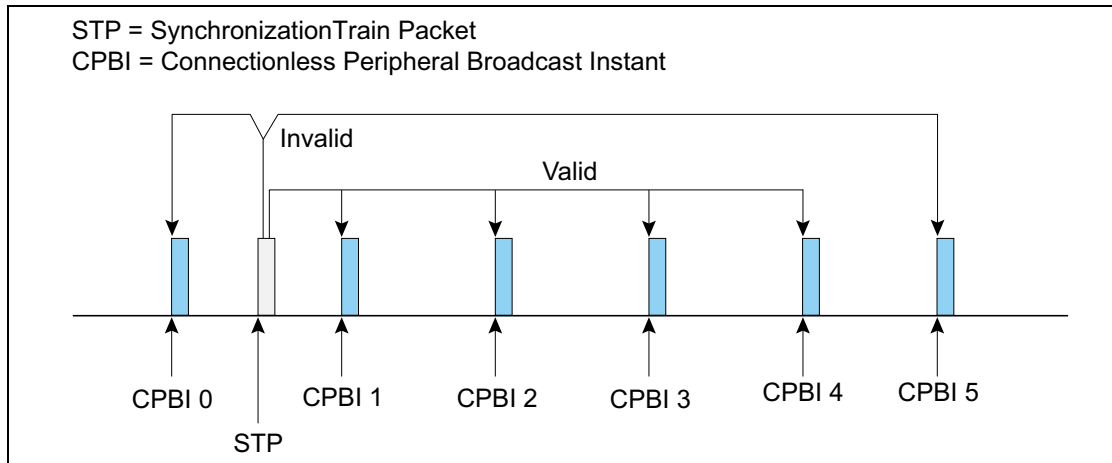 STP = SynchronizationTrain Packet
CPBI = Connectionless Peripheral Broadcast Instant
Invalid
Valid
CPBI 0
STP
CPBI 1
CPBI 2
CPBI 3
CPBI 4
CPBI 5